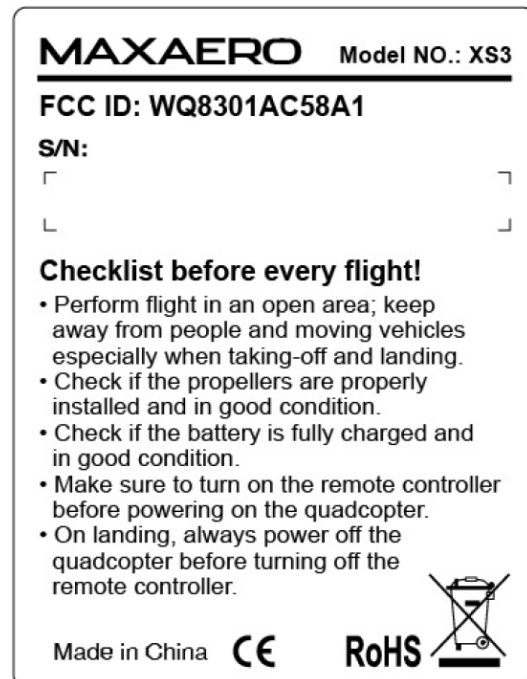 MAXAERO Model NO.: XS3
FCC ID: WQ8301AC58A1
S/N:
Checklist before every flight!
• Perform flight in an open area; keep
away from people and moving vehicles
especially when taking-off and landing.
• Check if the propellers are properly
installed and in good condition.
• Check if the battery is fully charged and
in good condition.
• Make sure to turn on the remote controller
before powering on the quadcopter.
• On landing, always power off the
quadcopter before turning off the
remote controller.
Made in China CE RoHS